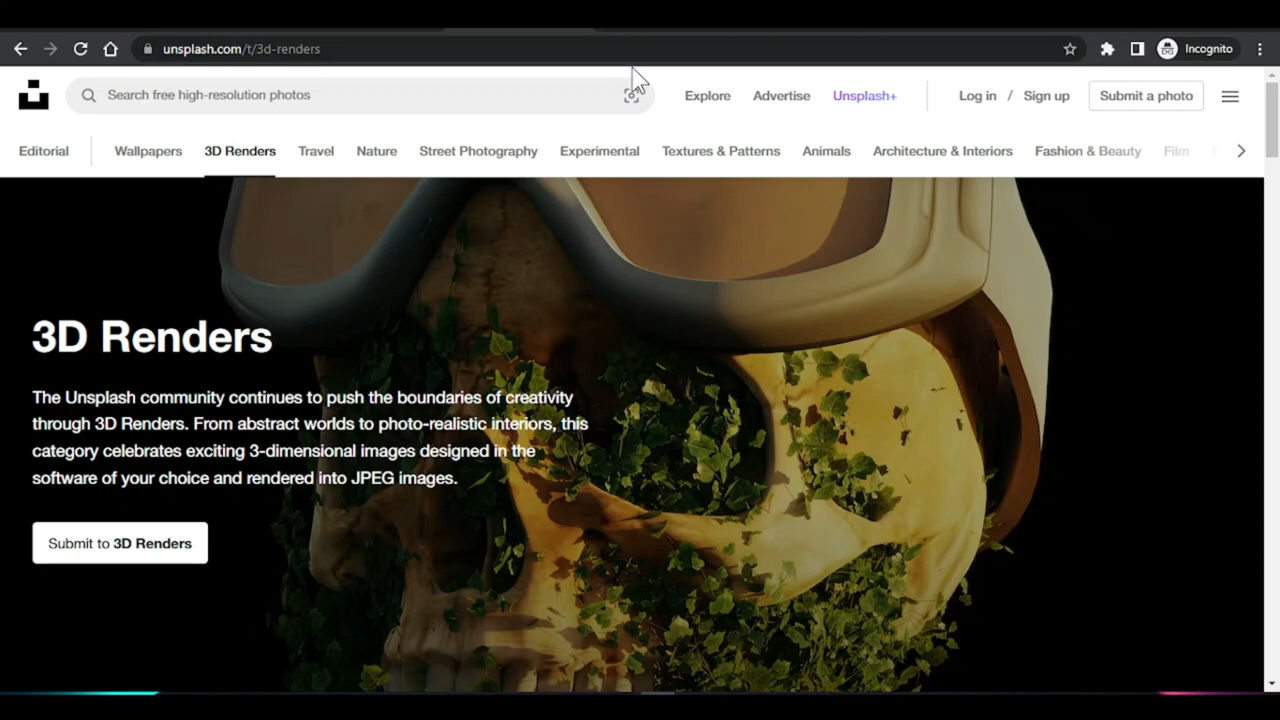 unsplash.com/t/3d-renders
Incognito
Search free high-resolution photos
Explore
Advertise
Unsplash+
Log in / Sign up
Submit a photo
Editorial
Wallpapers
3D Renders
Travel
Nature
Street Photography
Experimental
Textures & Patterns
Animals
Architecture & Interiors
Fashion & Beauty
Film
3D Renders
The Unsplash community continues to push the boundaries of creativity
through 3D Renders. From abstract worlds to photo-realistic interiors, this
category celebrates exciting 3-dimensional images designed in the
software of your choice and rendered into JPEG images.
Submit to 3D Renders